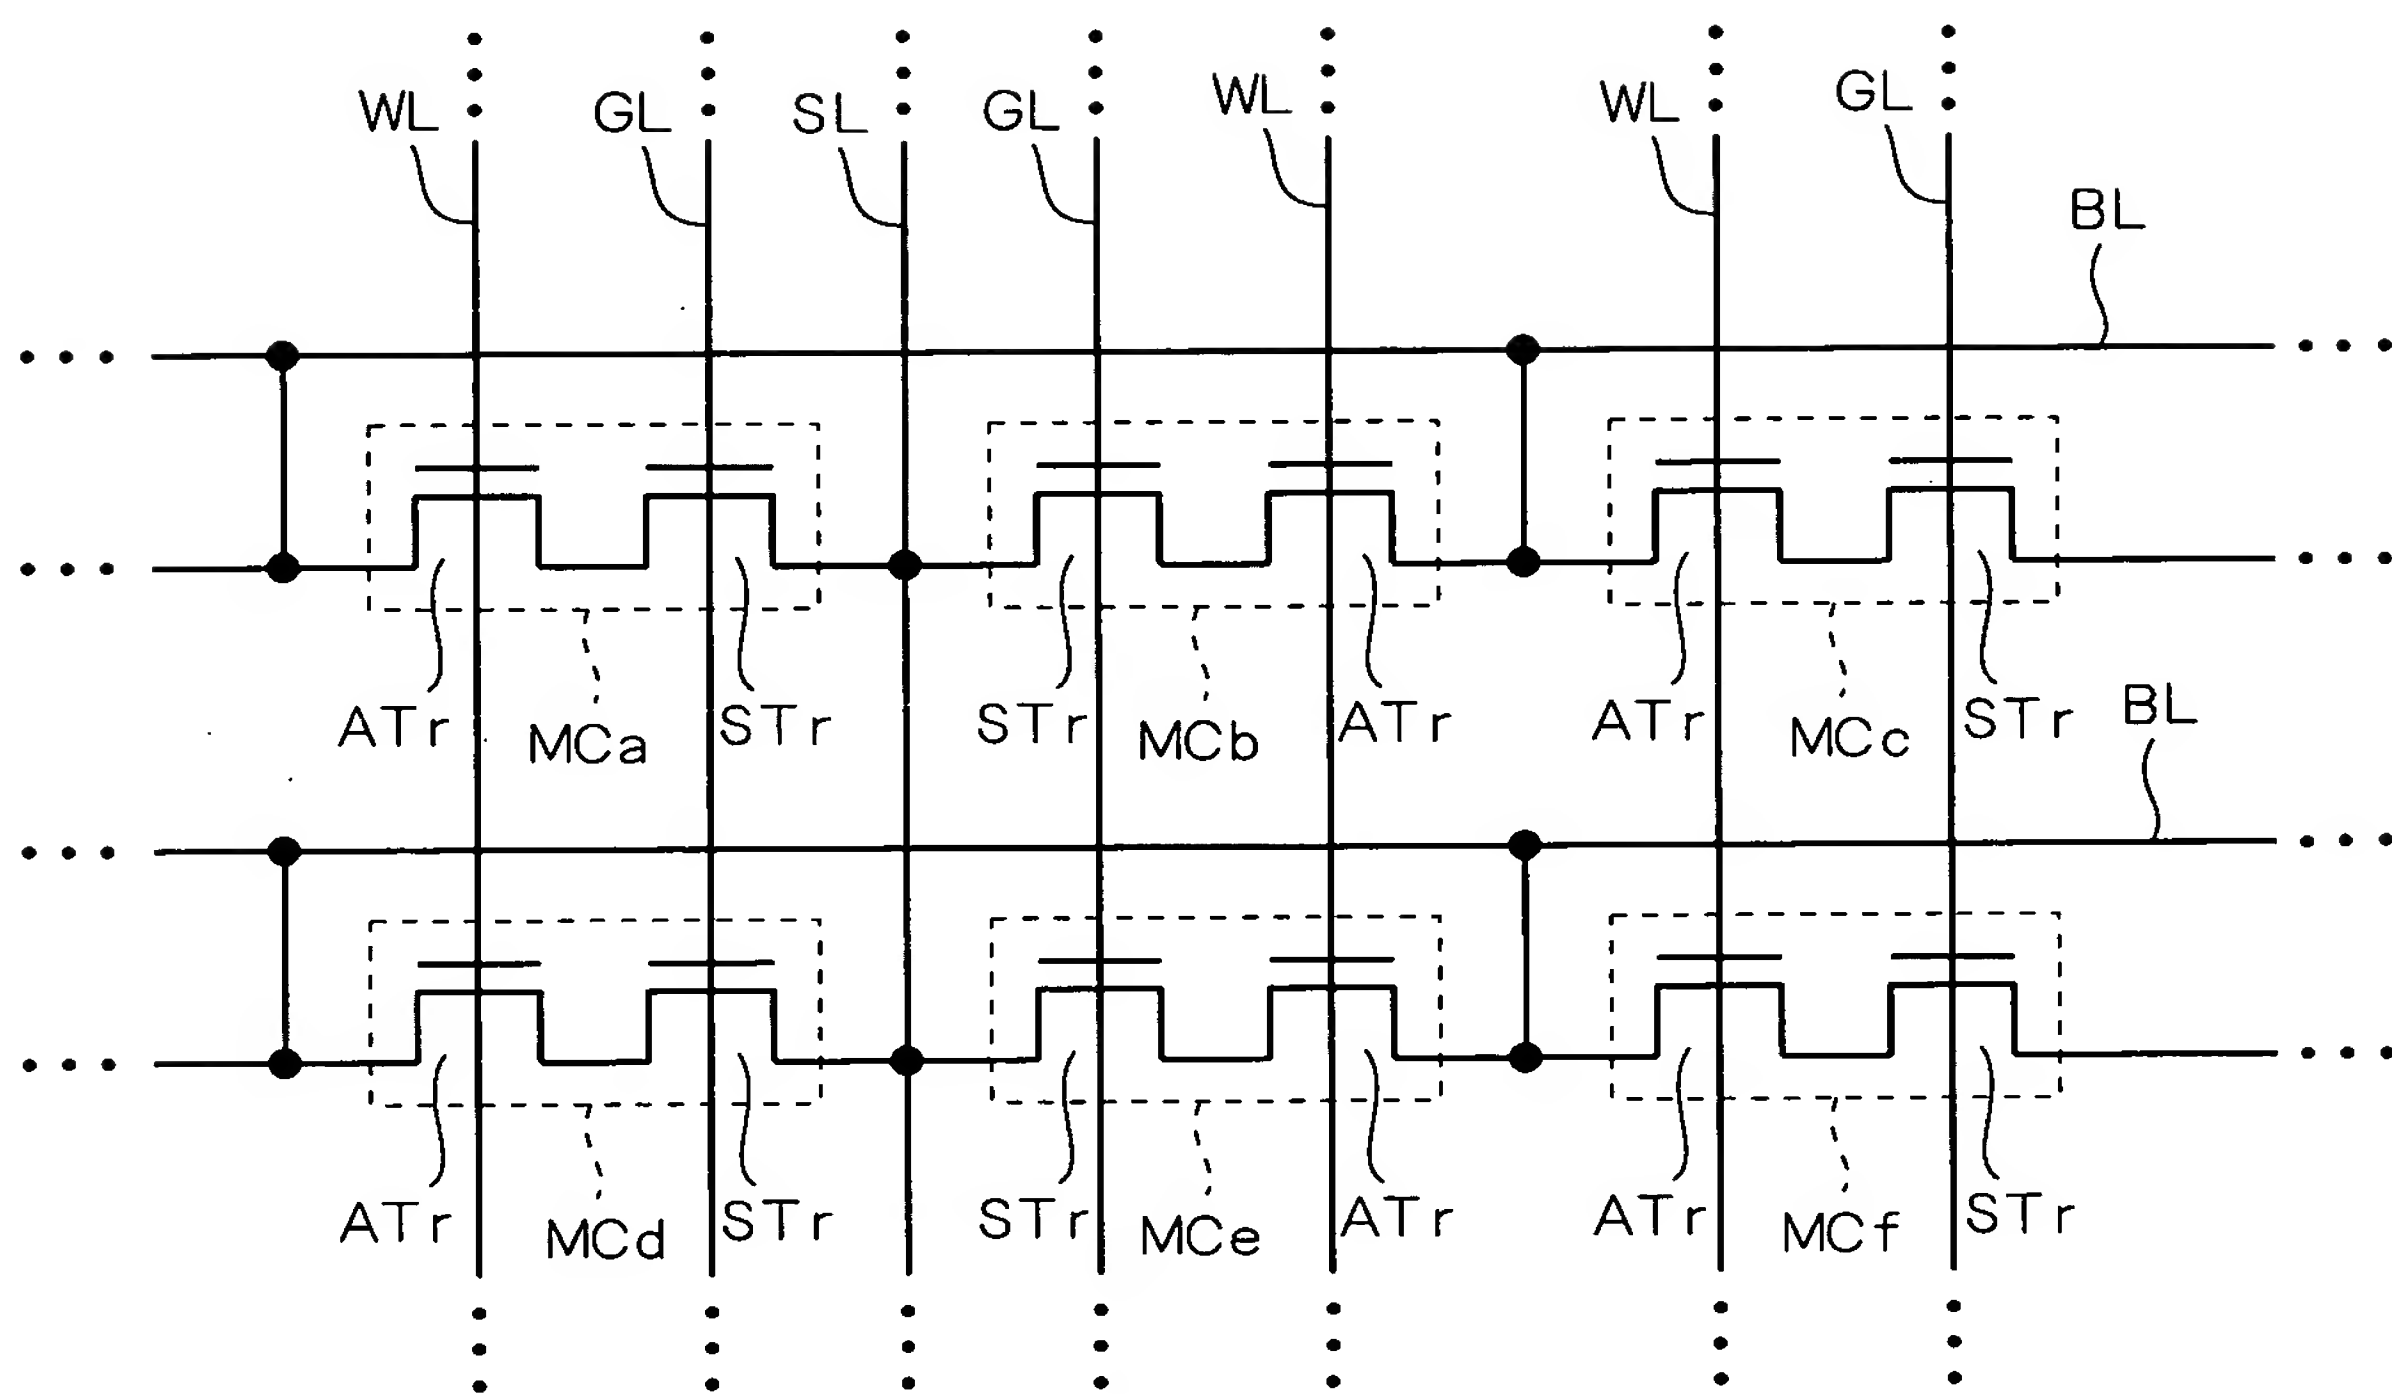 WL GL SL GL WL WL GL
BL
ATr MCa STr STr MCb ATr ATr MCc STr
BL
ATr MCd STr STr MCe ATr ATr MCf STr